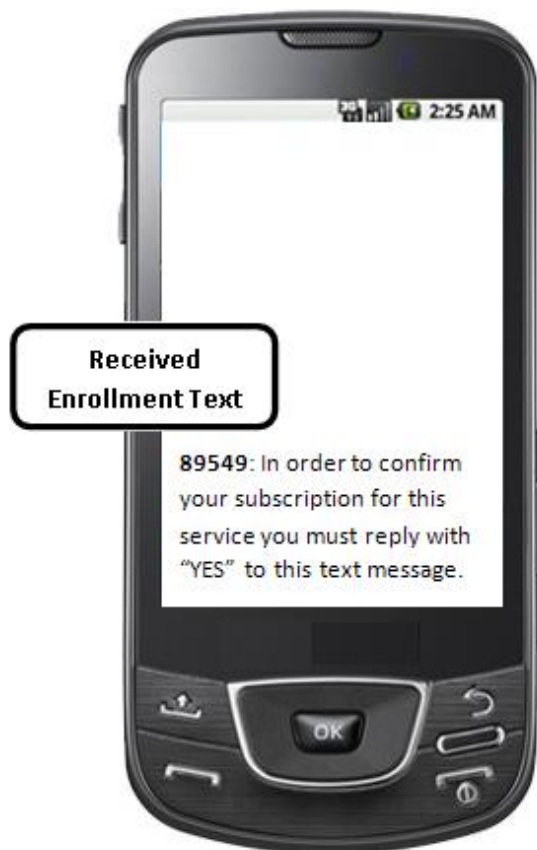 3G
2:25 AM
Received
Enrollment Text
89549: In order to confirm
your subscription for this
service you must reply with
“YES” to this text message.
OK